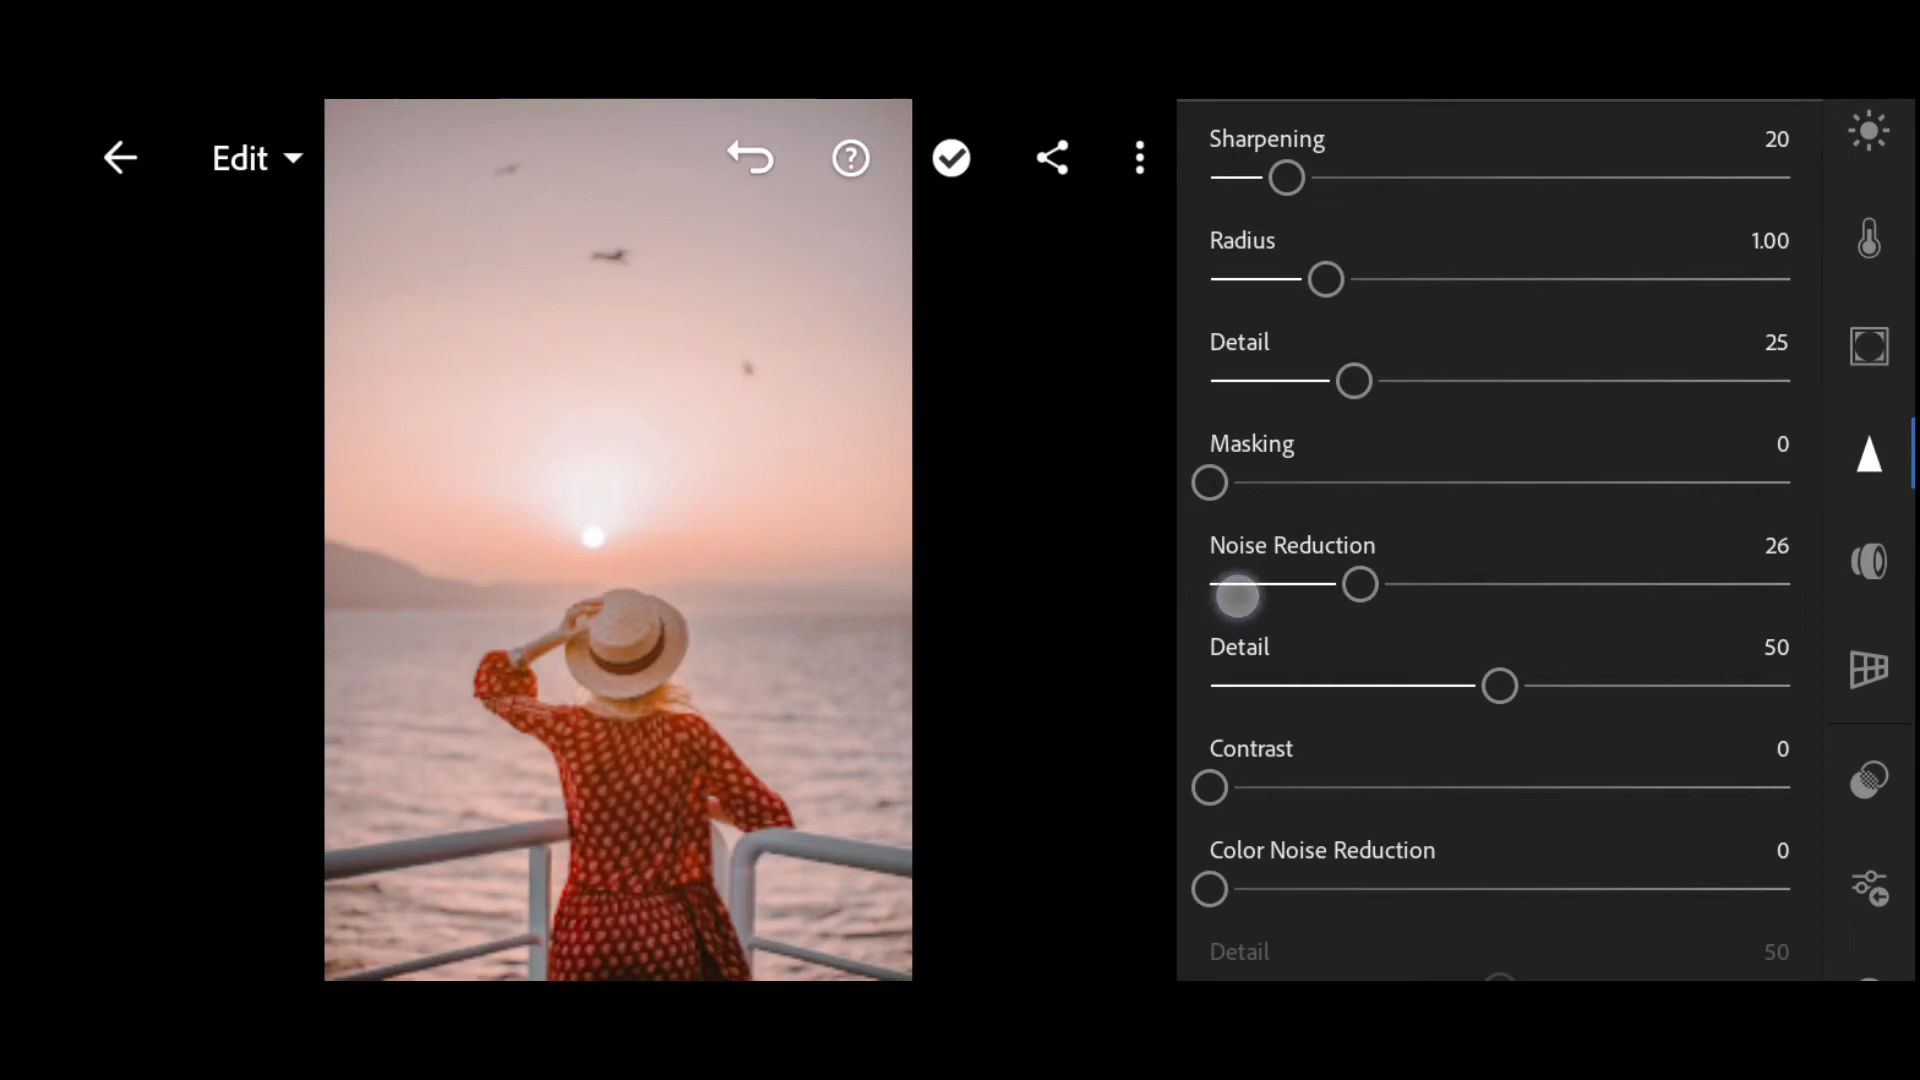 Edit
Sharpening 20
Radius 1.00
Detail 25
Masking 0
Noise Reduction 26
Detail 50
Contrast 0
Color Noise Reduction 0
Detail 50